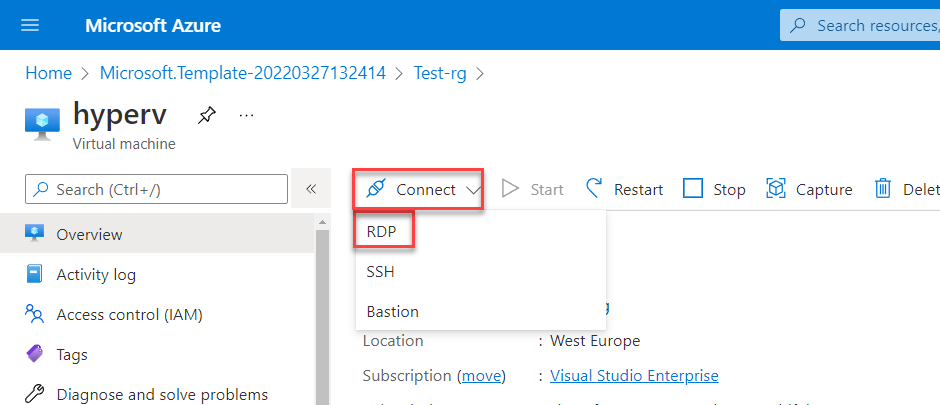 Microsoft Azure
Search resources,
Home > Microsoft.Template-20220327132414 > Test-rg >
hyperv
...
Virtual machine
Search (Ctrl+/)
«
Connect
Start
Restart
Stop
Capture
Delet
Overview
RDP
Activity log
SSH
Access control (IAM)
Bastion
g
Location : West Europe
Tags
Subscription (move) : Visual Studio Enterprise
Diagnose and solve problems